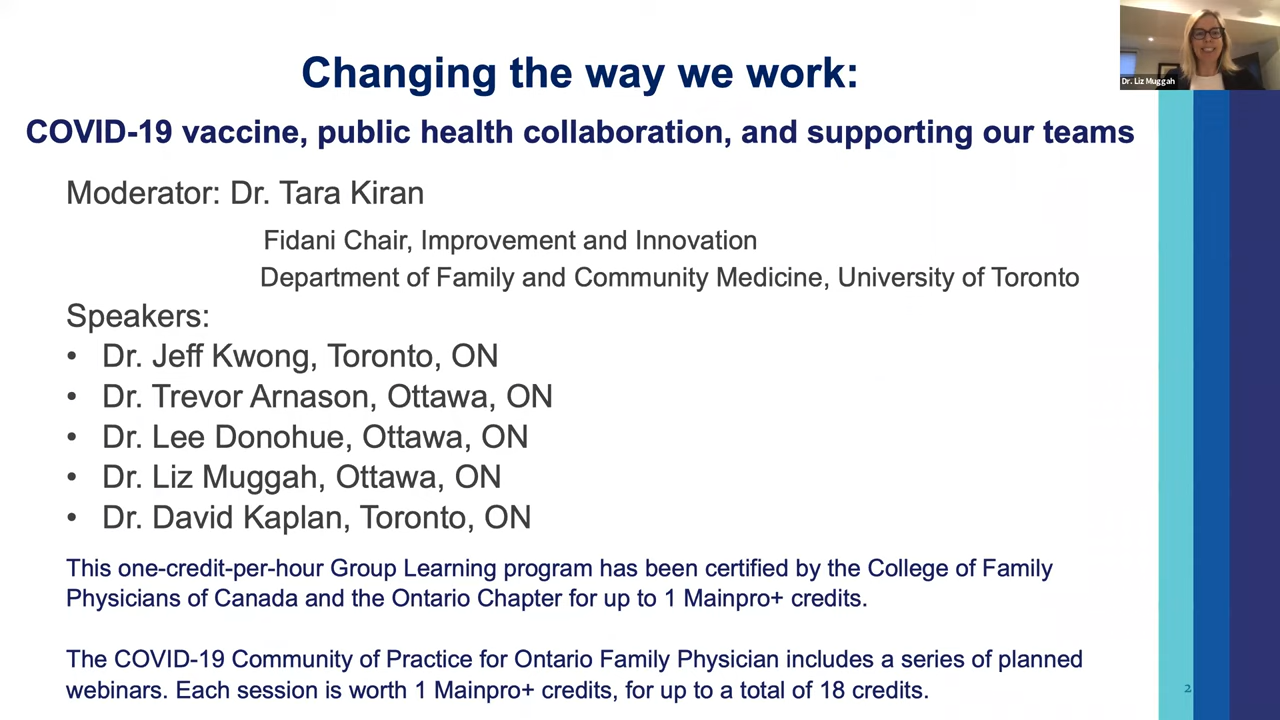 Changing the way we work:
Dr. Liz Muggah
COVID-19 vaccine, public health collaboration, and supporting our teams
Moderator: Dr. Tara Kiran
Fidani Chair, Improvement and Innovation
Department of Family and Community Medicine, University of Toronto
Speakers:
• Dr. Jeff Kwong, Toronto, ON
• Dr. Trevor Arnason, Ottawa, ON
• Dr. Lee Donohue, Ottawa, ON
• Dr. Liz Muggah, Ottawa, ON
• Dr. David Kaplan, Toronto, ON
This one-credit-per-hour Group Learning program has been certified by the College of Family
Physicians of Canada and the Ontario Chapter for up to 1 Mainpro+ credits.
The COVID-19 Community of Practice for Ontario Family Physician includes a series of planned
webinars. Each session is worth 1 Mainpro+ credits, for up to a total of 18 credits.
2